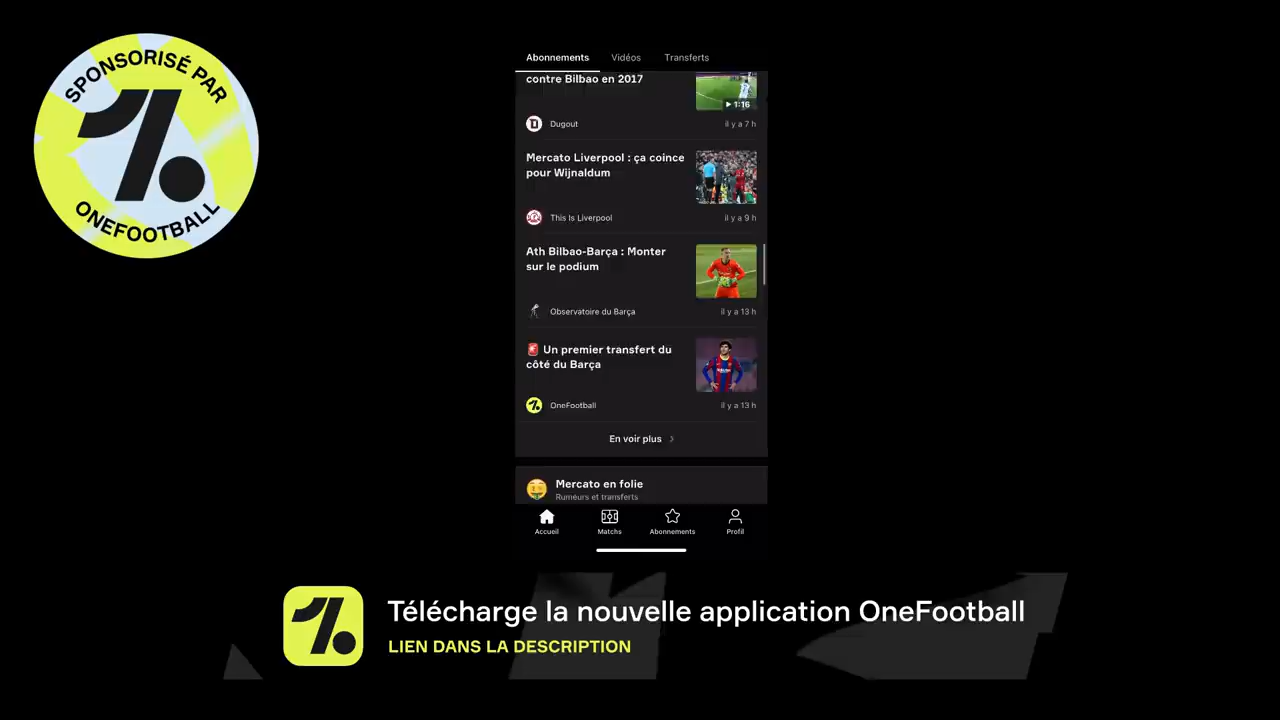 SPONSORISÉ PAR
ONEFOOTBALL
Abonnements Vidéos Transferts
contre Bilbao en 2017
1:16
Dugout il y a 7 h
Mercato Liverpool : ça coince
pour Wijnaldum
This Is Liverpool il y a 9 h
Ath Bilbao-Barça : Monter
sur le podium
Observatoire du Barça il y a 13 h
🚨 Un premier transfert du
côté du Barça
OneFootball il y a 13 h
En voir plus >
Mercato en folie
Rumeurs et transferts
Accueil Matchs Abonnements Profil
Télécharge la nouvelle application OneFootball
LIEN DANS LA DESCRIPTION